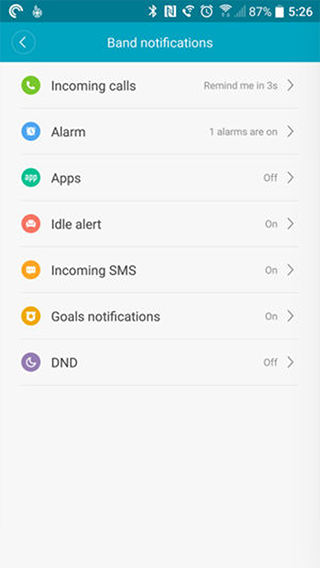 87% 5:26
Band notifications
Incoming calls Remind me in 3s
Alarm 1 alarms are on
app Apps Off
Idle alert On
Incoming SMS On
Goals notifications On
DND Off